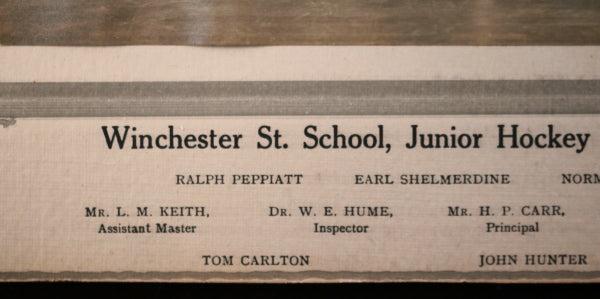 Winchester St. School, Junior Hockey
RALPH PEPPIATT EARL SHELMERDINE
MR. L. M. KEITH, DR. W. E. HUME, MR. H. P. CARR,
Assistant Master Inspector Principal
TOM CARLTON JOHN HUNTER